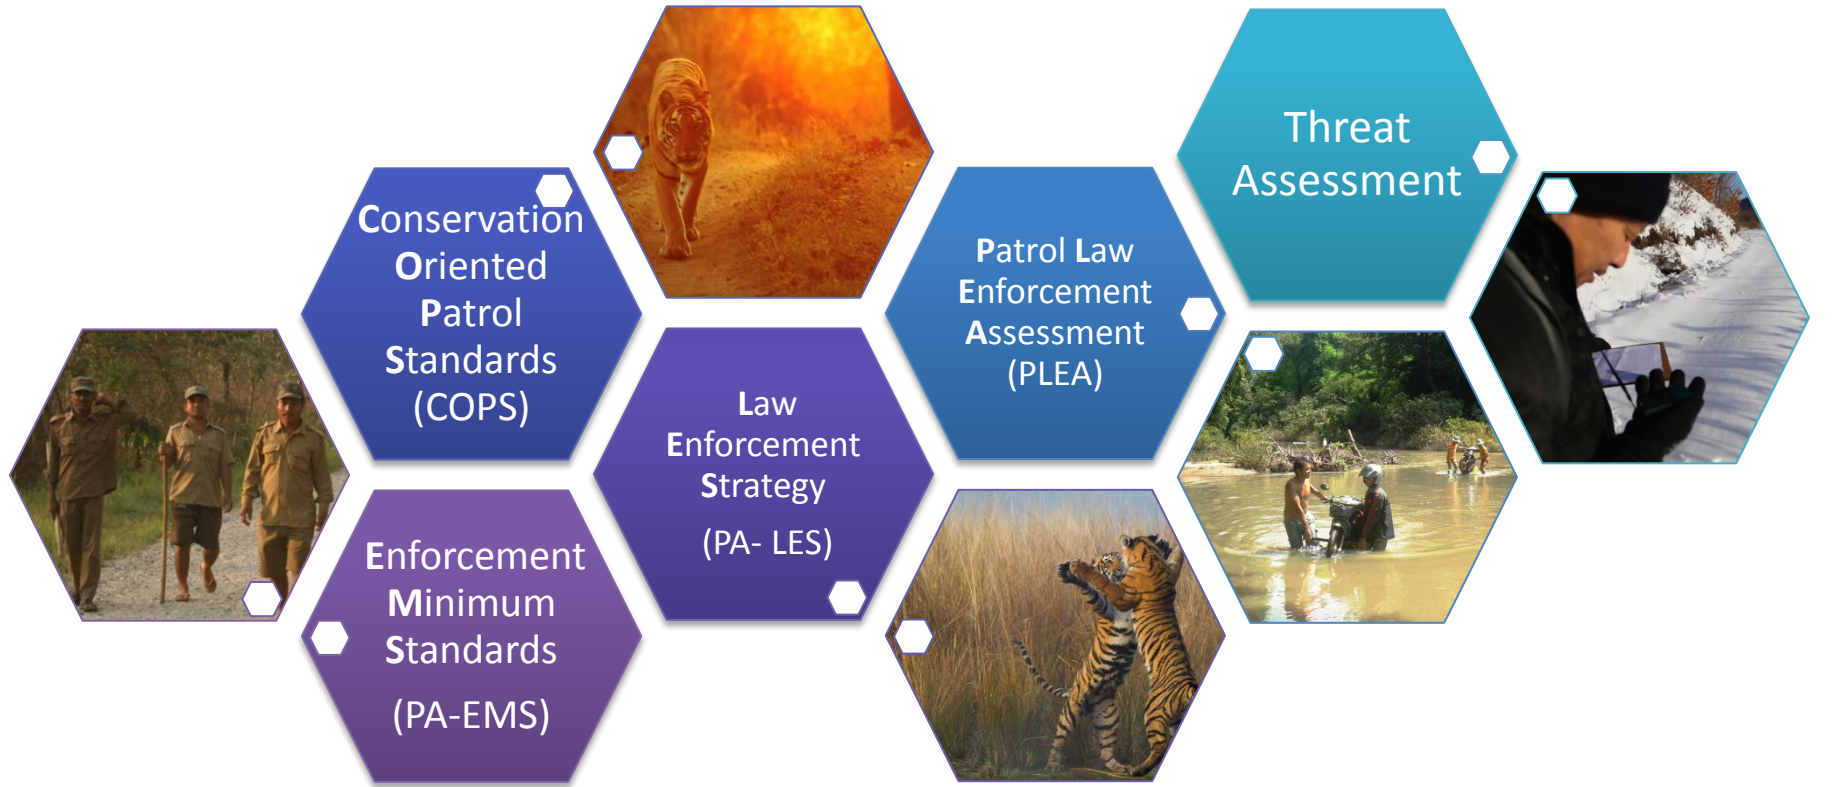 Conservation
Oriented
Patrol
Standards
(COPS)
Enforcement
Minimum
Standards
(PA-EMS)
Law
Enforcement
Strategy
(PA- LES)
Patrol Law
Enforcement
Assessment
(PLEA)
Threat
Assessment